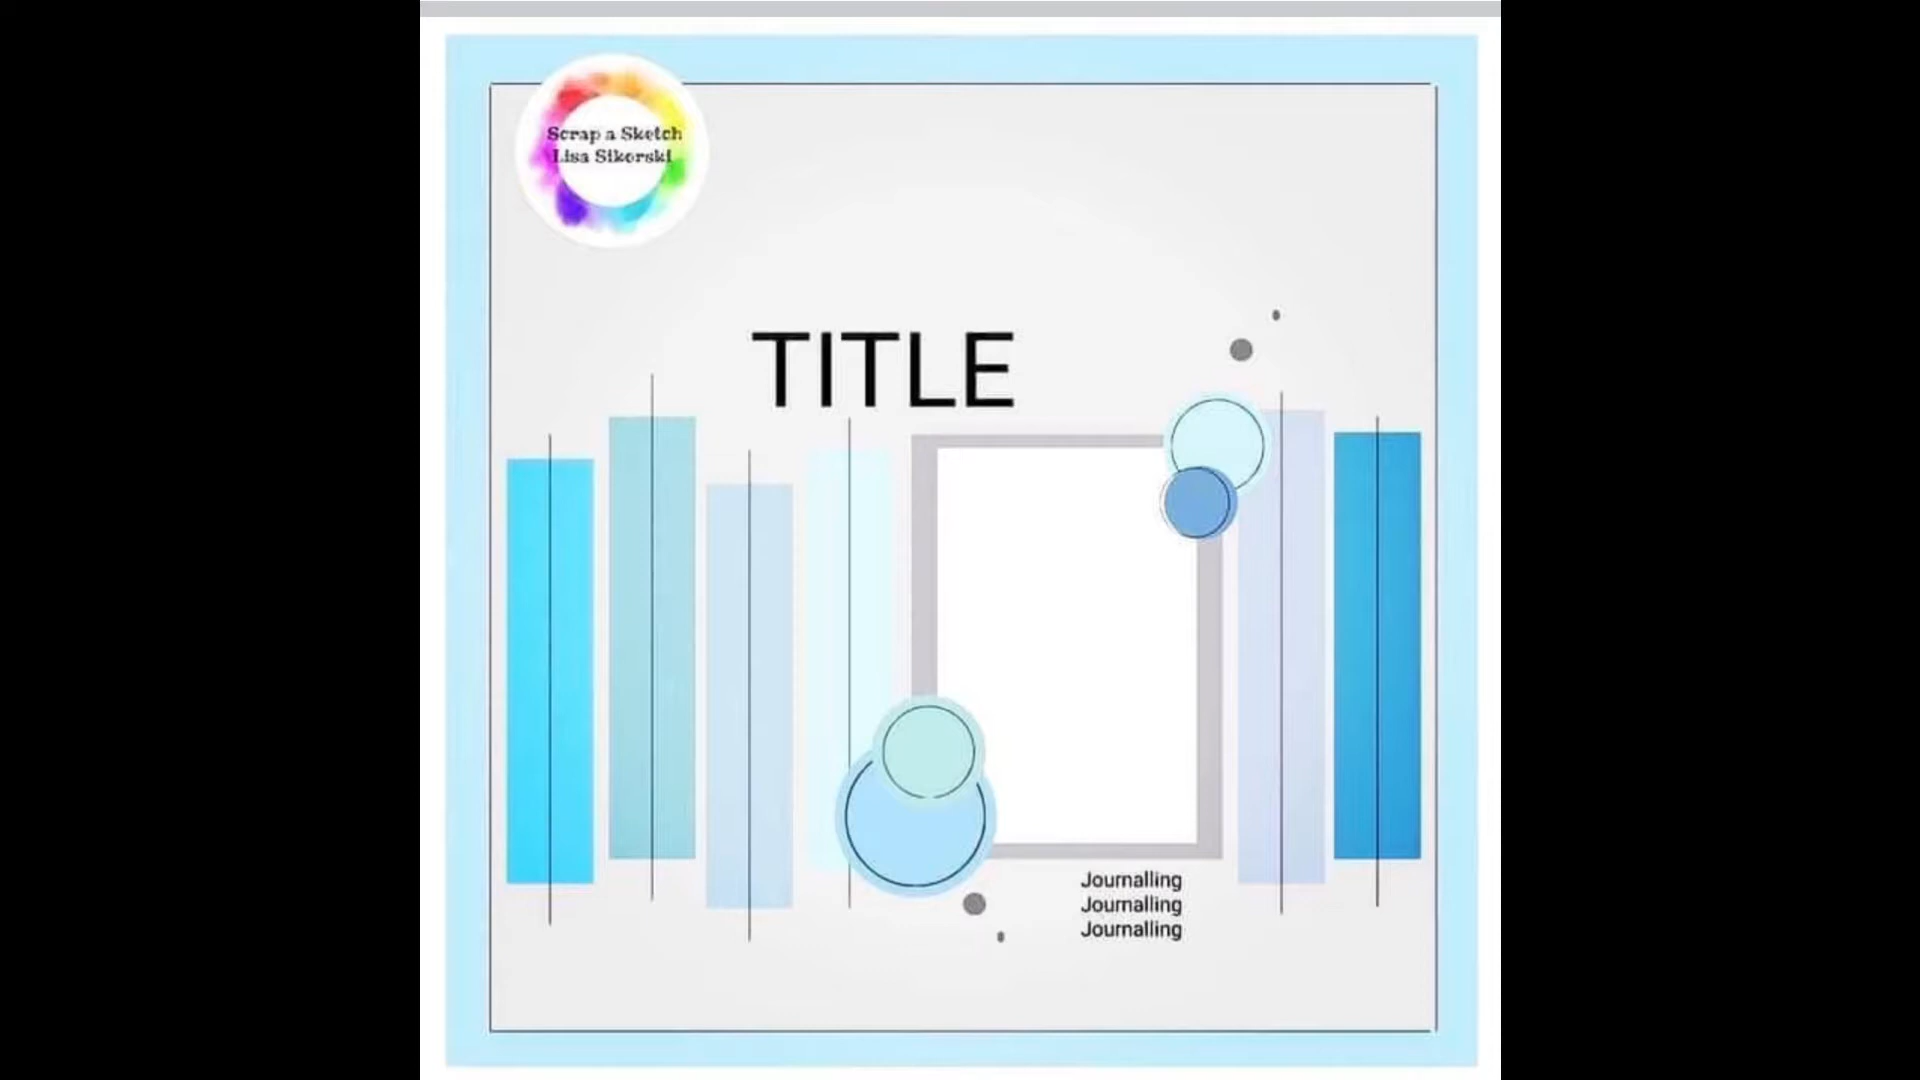 Scrap a Sketch
Lisa Sikorski
TITLE
Journalling
Journalling
Journalling